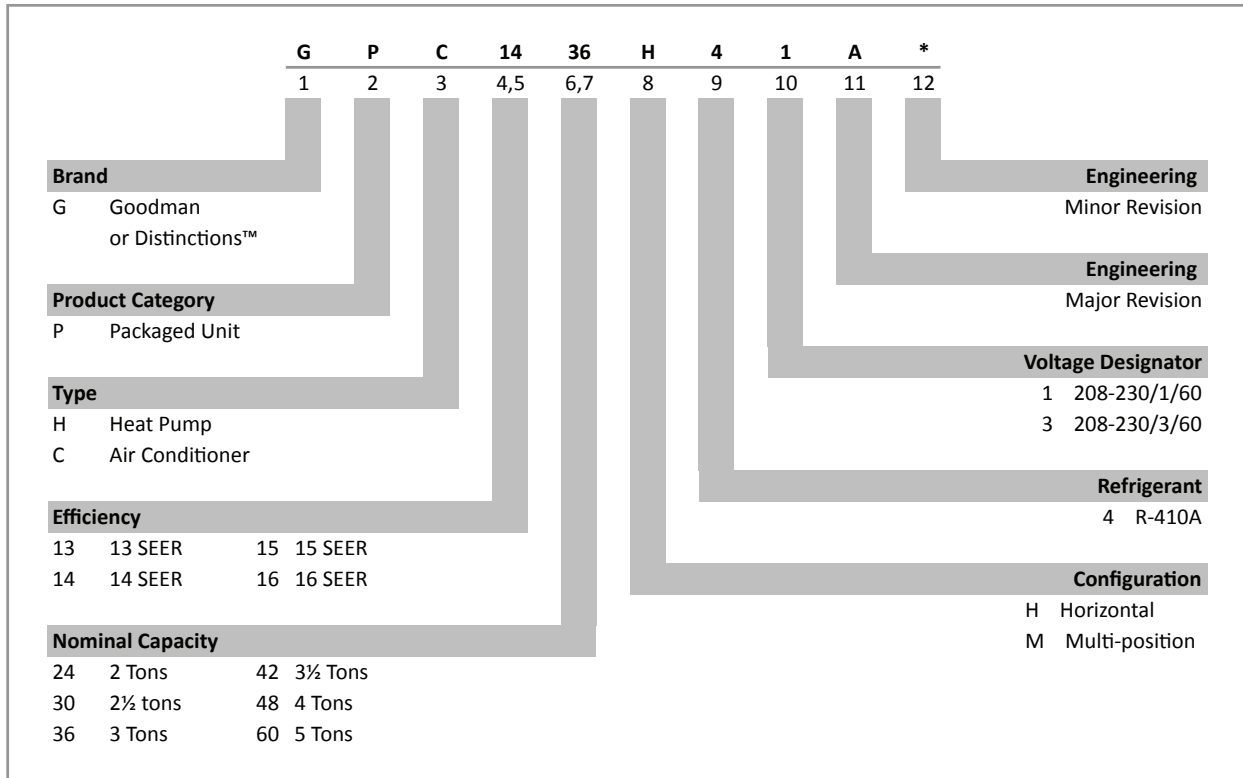 G P C 14 36 H 4 1 A *
1 2 3 4,5 6,7 8 9 10 11 12
Brand
G Goodman
or Distinctions™
Product Category
P Packaged Unit
Type
H Heat Pump
C Air Conditioner
Efficiency
13 13 SEER 15 15 SEER
14 14 SEER 16 16 SEER
Nominal Capacity
24 2 Tons 42 3½ Tons
30 2½ tons 48 4 Tons
36 3 Tons 60 5 Tons
Engineering
Minor Revision
Engineering
Major Revision
Voltage Designator
1 208-230/1/60
3 208-230/3/60
Refrigerant
4 R-410A
Configuration
H Horizontal
M Multi-position